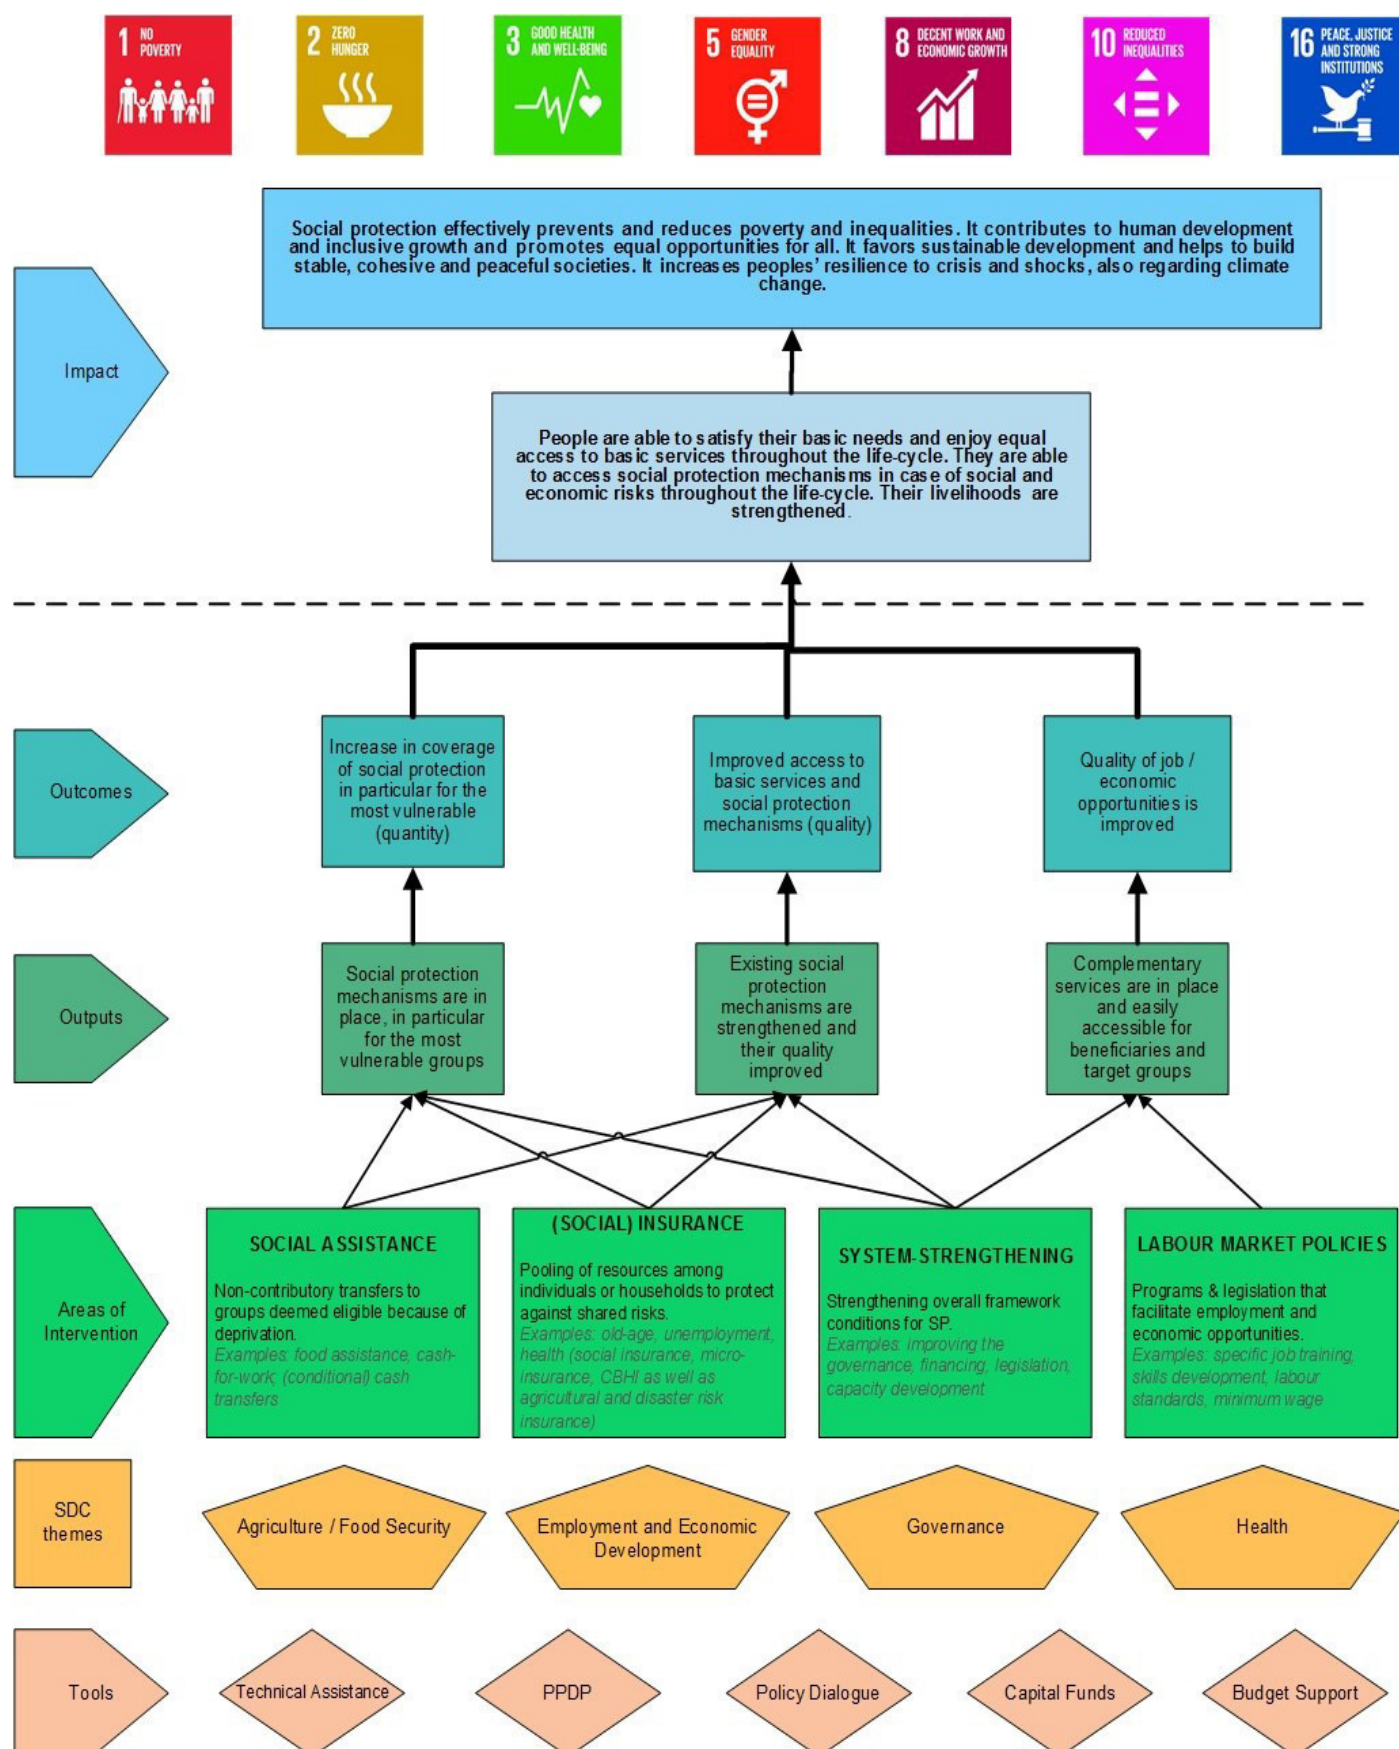 1 NO
POVERTY
2 ZERO
HUNGER
3 GOOD HEALTH
AND WELL-BEING
5 GENDER
EQUALITY
8 DECENT WORK AND
ECONOMIC GROWTH
10 REDUCED
INEQUALITIES
16 PEACE, JUSTICE
AND STRONG
INSTITUTIONS
Social protection effectively prevents and reduces poverty and inequalities. It contributes to human development
and inclusive growth and promotes equal opportunities for all. It favors sustainable development and helps to build
stable, cohesive and peaceful societies. It increases peoples' resilience to crisis and shocks, also regarding climate
change.
Impact
People are able to satisfy their basic needs and enjoy equal
access to basic services throughout the life-cycle. They are able
to access social protection mechanisms in case of social and
economic risks throughout the life-cycle. Their livelihoods are
strengthened.
Outcomes
Increase in coverage
of social protection
in particular for the
most vulnerable
(quantity)
Improved access to
basic services and
social protection
mechanisms (quality)
Quality of job /
economic
opportunities is
improved
Outputs
Social protection
mechanisms are in
place, in particular
for the most
vulnerable groups
Existing social
protection
mechanisms are
strengthened and
their quality
improved
Complementary
services are in place
and easily
accessible for
beneficiaries and
target groups
Areas of
Intervention
SOCIAL ASSISTANCE
Non-contributory transfers to
groups deemed eligible because of
deprivation.
Examples: food assistance, cash-
for-work; (conditional) cash
transfers
(SOCIAL) INSURANCE
Pooling of resources among
individuals or households to protect
against shared risks.
Examples: old-age, unemployment,
health (social insurance, micro-
insurance, CBHI as well as
agricultural and disaster risk
insurance)
SYSTEM-STRENGTHENING
Strengthening overall framework
conditions for SP.
Examples: improving the
governance, financing, legislation,
capacity development
LABOUR MARKET POLICIES
Programs & legislation that
facilitate employment and
economic opportunities.
Examples: specific job training,
skills development, labour
standards, minimum wage
SDC
themes
Agriculture / Food Security
Employment and Economic
Development
Governance
Health
Tools
Technical Assistance
PPDP
Policy Dialogue
Capital Funds
Budget Support